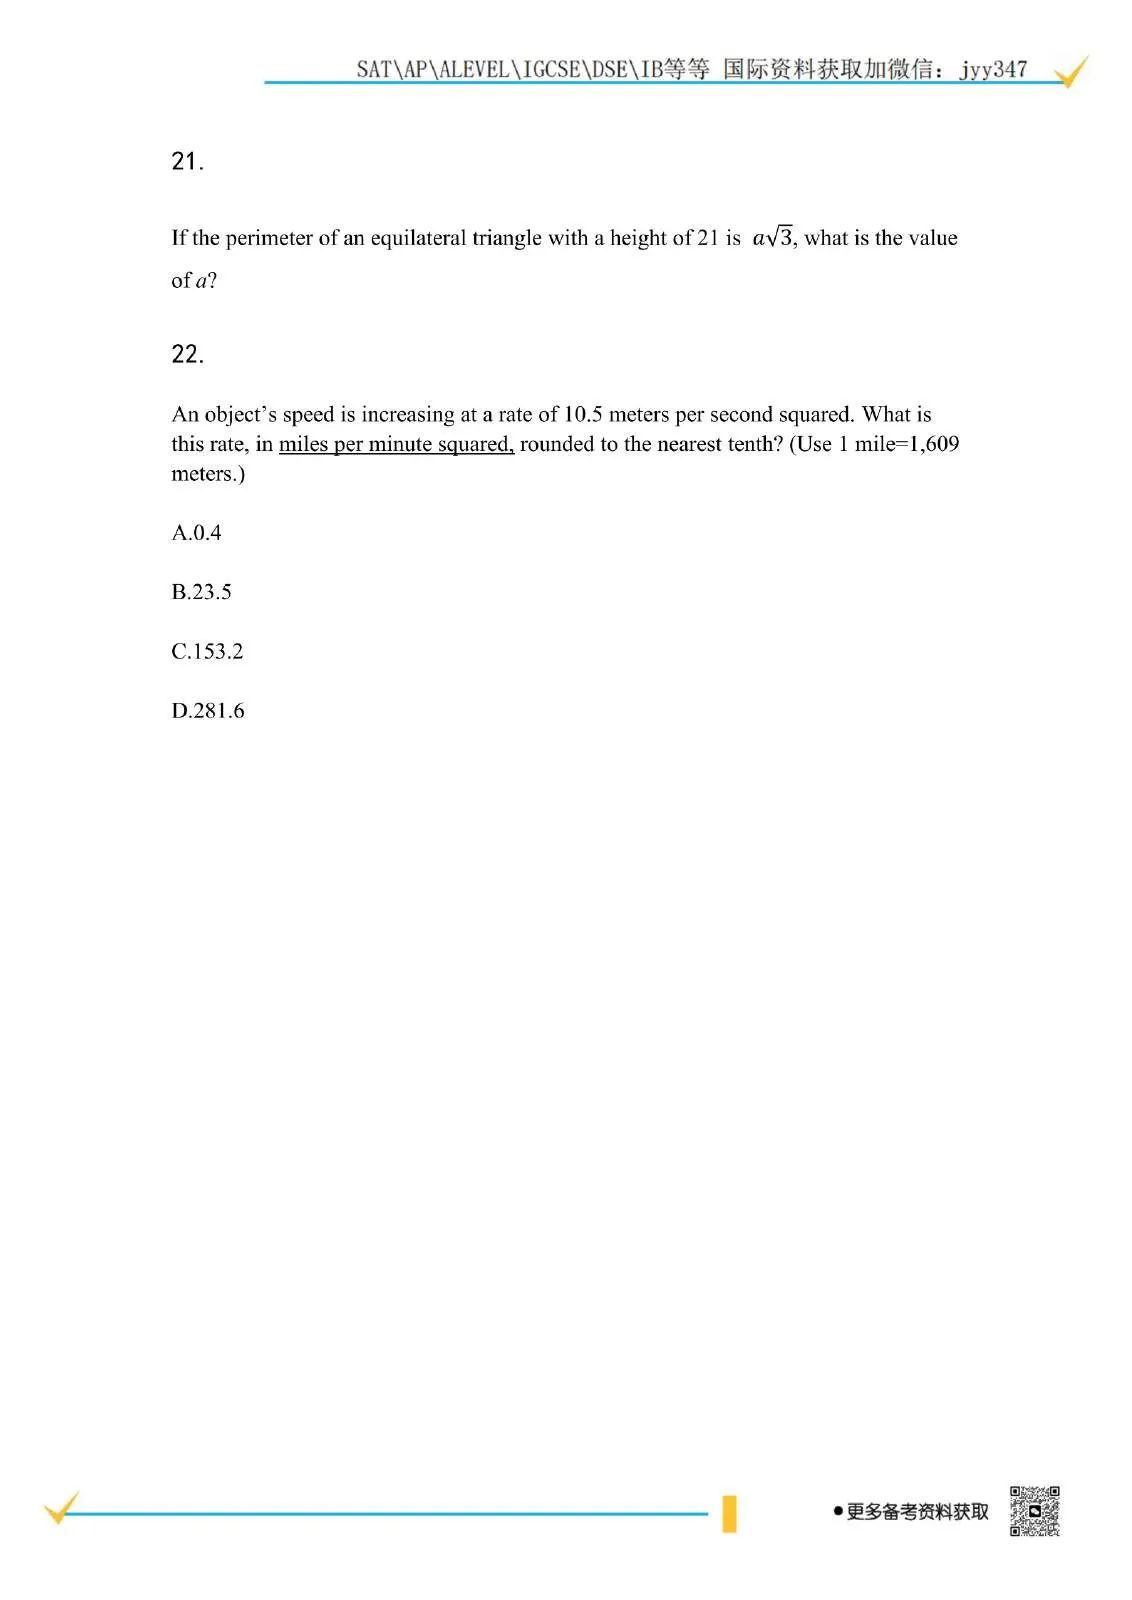 SAT\AP\ALEVEL\IGCSE\DSE\IB等等 国际资料获取加微信: jyy347
21.
If the perimeter of an equilateral triangle with a height of 21 is a√3, what is the value
of a?
22.
An object’s speed is increasing at a rate of 10.5 meters per second squared. What is
this rate, in miles per minute squared, rounded to the nearest tenth? (Use 1 mile=1,609
meters.)
A.0.4
B.23.5
C.153.2
D.281.6
●更多备考资料获取